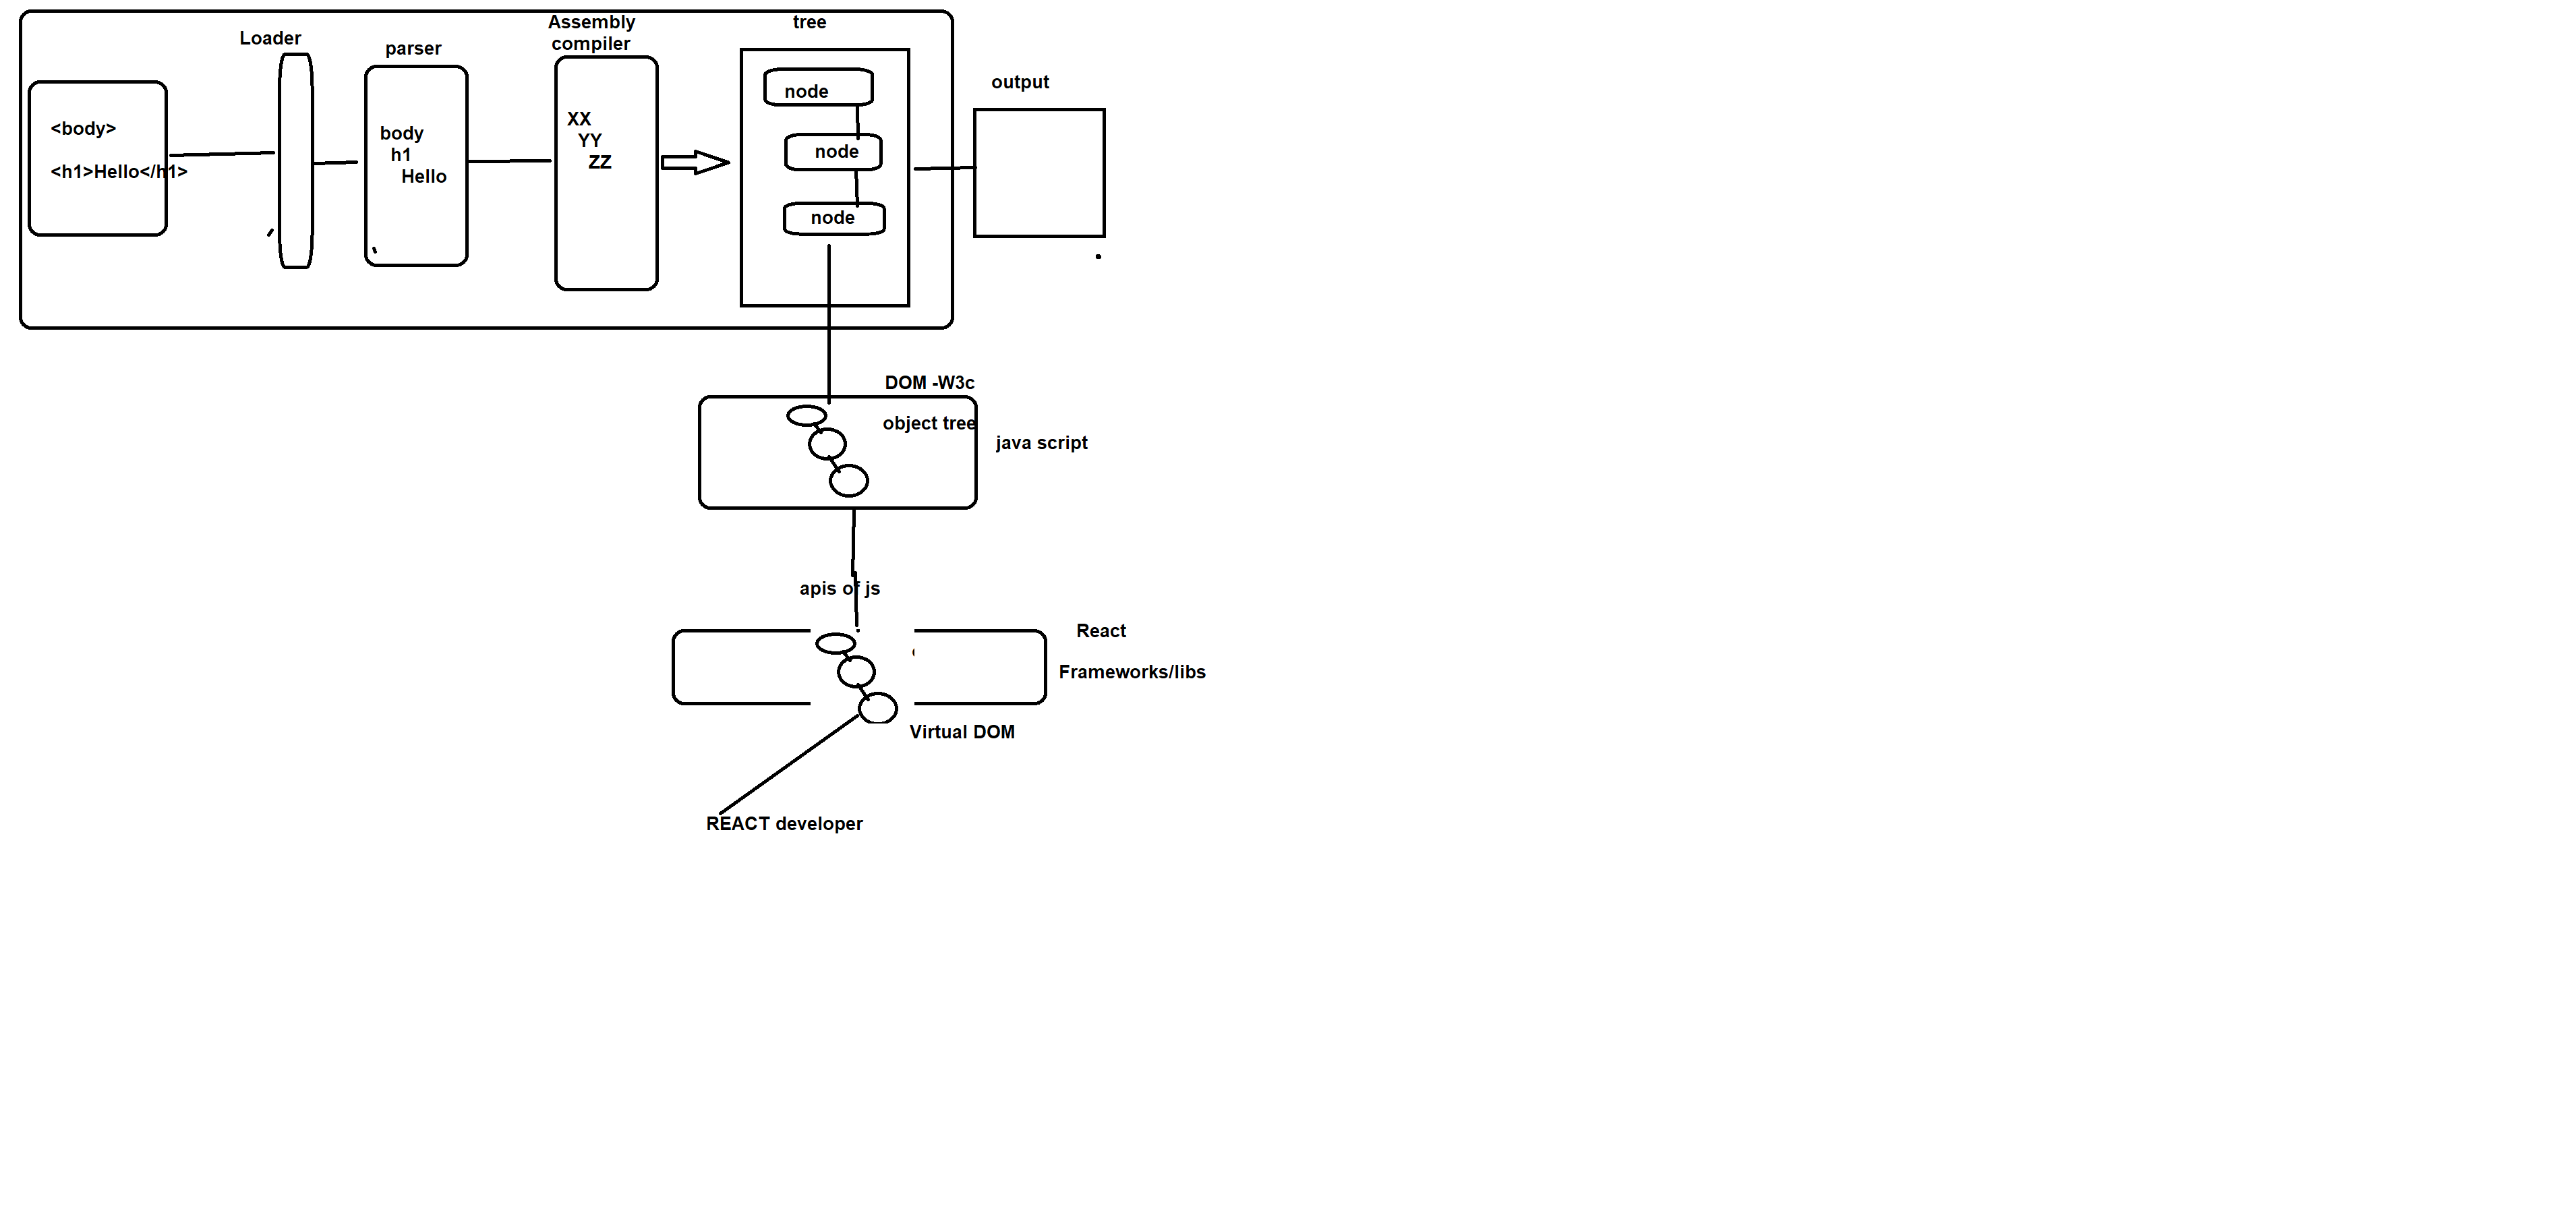 Loader
parser
Assembly
compiler
tree
output
<body>
<h1>Hello</h1>
body
h1
Hello
XX
YY
ZZ
node
node
node
DOM -W3c
object tree
java script
apis of js
React
Frameworks/libs
Virtual DOM
REACT developer